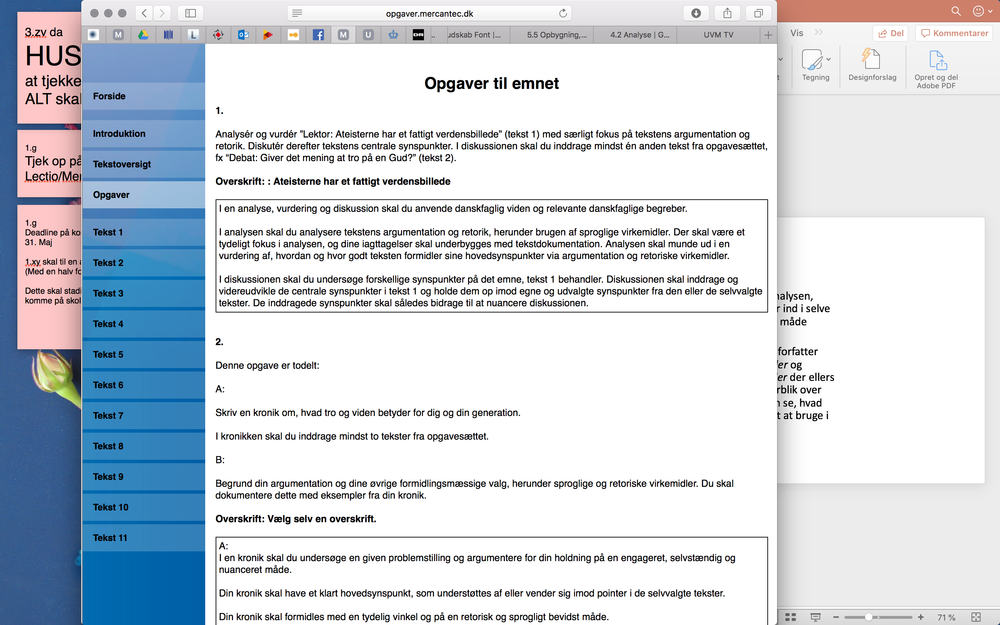 3.zv da
HUS
at tjekke
ALT skal
1.g
Tjek op på
Lectio/Mer
1.g
Deadline på ko
31. Maj
1.xy skal til en a
(Med en halv fo
Dette skal stadi
komme på skol
opgaver.mercantec.dk
M
L
M
U
DR
..
udskab Font |...
5.5 Opbygning,...
4.2 Analyse | G...
UVM TV
Forside
Introduktion
Tekstoversigt
Opgaver
Tekst 1
Tekst 2
Tekst 3
Tekst 4
Tekst 5
Tekst 6
Tekst 7
Tekst 8
Tekst 9
Tekst 10
Tekst 11
Opgaver til emnet
1.
Analysér og vurdér ”Lektor: Ateisterne har et fattigt verdensbillede” (tekst 1) med særligt fokus på tekstens argumentation og
retorik. Diskutér derefter tekstens centrale synspunkter. I diskussionen skal du inddrage mindst én anden tekst fra opgavesættet,
fx “Debat: Giver det mening at tro på en Gud?” (tekst 2).
Overskrift: : Ateisterne har et fattigt verdensbillede
I en analyse, vurdering og diskussion skal du anvende danskfaglig viden og relevante danskfaglige begreber.
I analysen skal du analysere tekstens argumentation og retorik, herunder brugen af sproglige virkemidler. Der skal være et
tydeligt fokus i analysen, og dine iagttagelser skal underbygges med tekstdokumentation. Analysen skal munde ud i en
vurdering af, hvordan og hvor godt teksten formidler sine hovedsynspunkter via argumentation og retoriske virkemidler.
I diskussionen skal du undersøge forskellige synspunkter på det emne, tekst 1 behandler. Diskussionen skal inddrage og
videreudvikle de centrale synspunkter i tekst 1 og holde dem op imod egne og udvalgte synspunkter fra den eller de selvvalgte
tekster. De inddragede synspunkter skal således bidrage til at nuancere diskussionen.
2.
Denne opgave er todelt:
A:
Skriv en kronik om, hvad tro og viden betyder for dig og din generation.
I kronikken skal du inddrage mindst to tekster fra opgavesættet.
B:
Begrund din argumentation og dine øvrige formidlingsmæssige valg, herunder sproglige og retoriske virkemidler. Du skal
dokumentere dette med eksempler fra din kronik.
Overskrift: Vælg selv en overskrift.
A:
I en kronik skal du undersøge en given problemstilling og argumentere for din holdning på en engageret, selvstændig og
nuanceret måde.
Din kronik skal have et klart hovedsynspunkt, som understøttes af eller vender sig imod pointer i de selvvalgte tekster.
Din kronik skal formidles med en tydelig vinkel og på en retorisk og sprogligt bevidst måde.
Vis
Del
Kommentarer
t
Tegning
Designforslag
Opret og del
Adobe PDF
nalysen,
r ind i selve
måde
forfatter
ler og
ler der ellers
rblik over
n se, hvad
t at bruge i
71 %